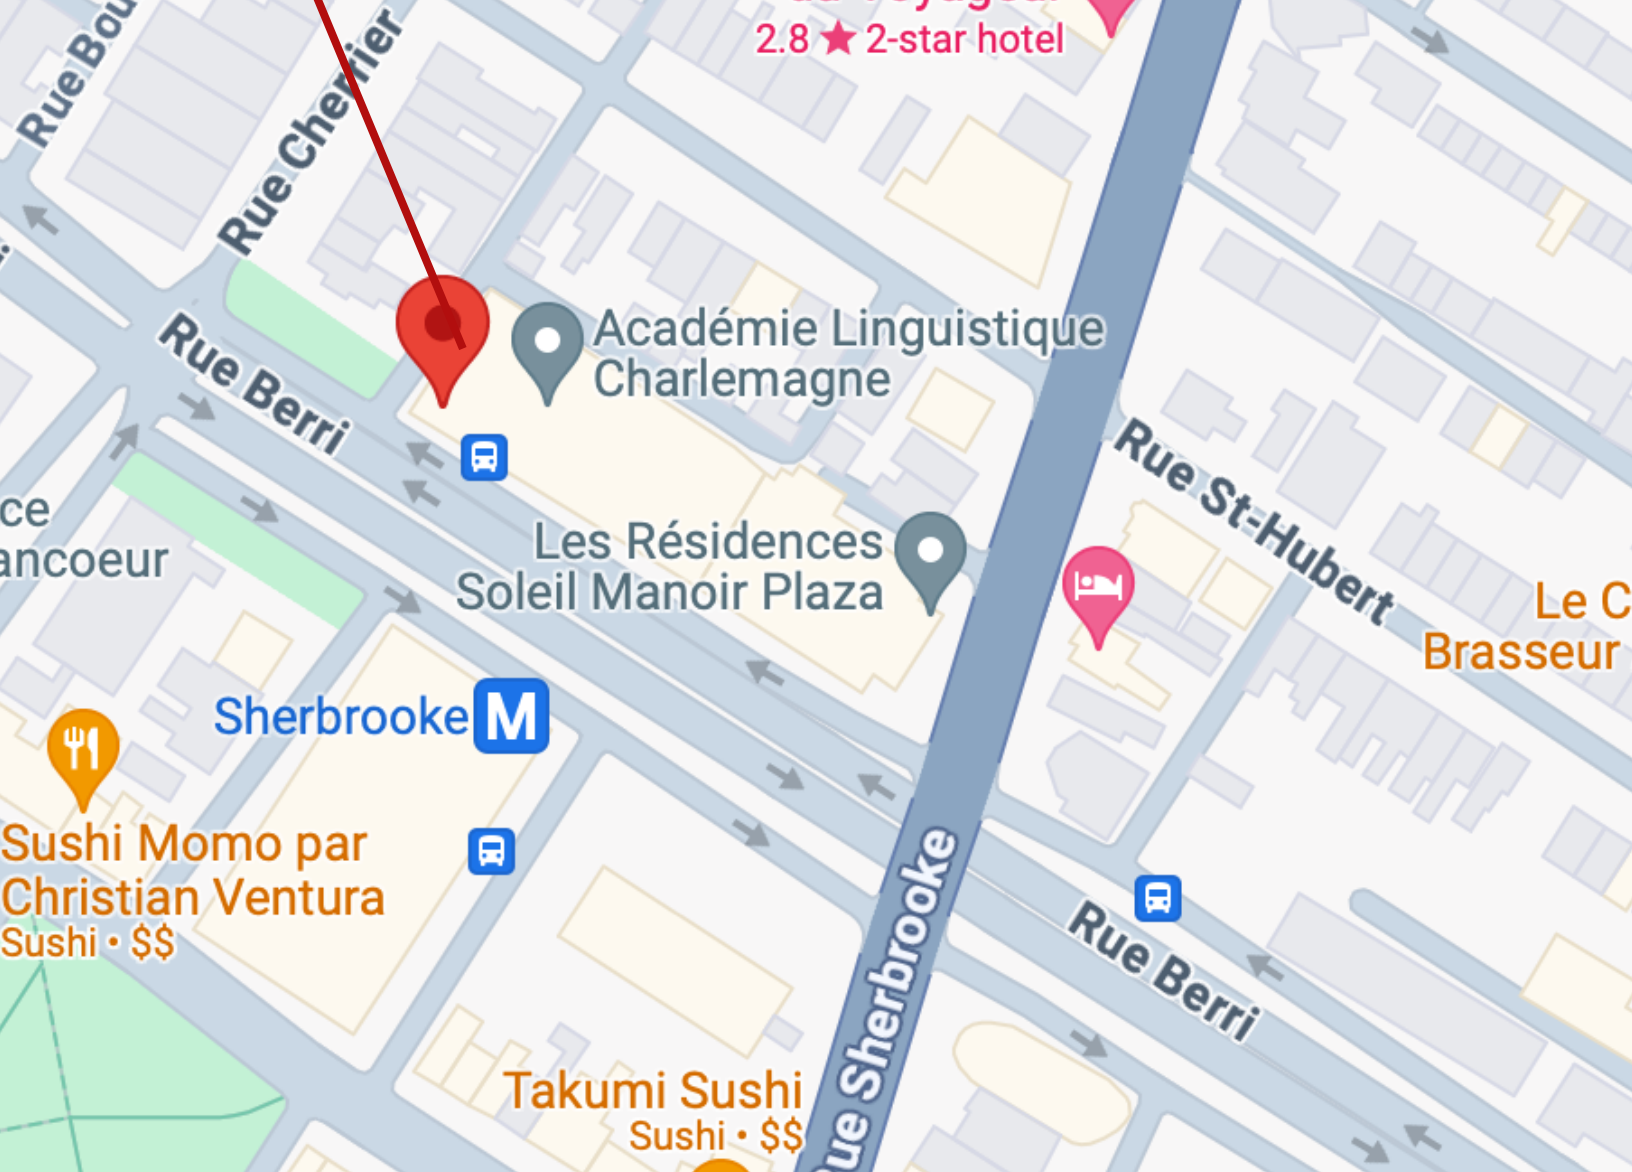 2.8 ★ 2-star hotel
Rue Cherrier
Rue Berri
Académie Linguistique
Charlemagne
Rue St-Hubert
Les Résidences
Soleil Manoir Plaza
Le C
Brasseur
ce
ancoeur
Sherbrooke M
Sushi Momo par
Christian Ventura
Sushi • $$
Rue Sherbrooke
Rue Berri
Takumi Sushi
Sushi • $$